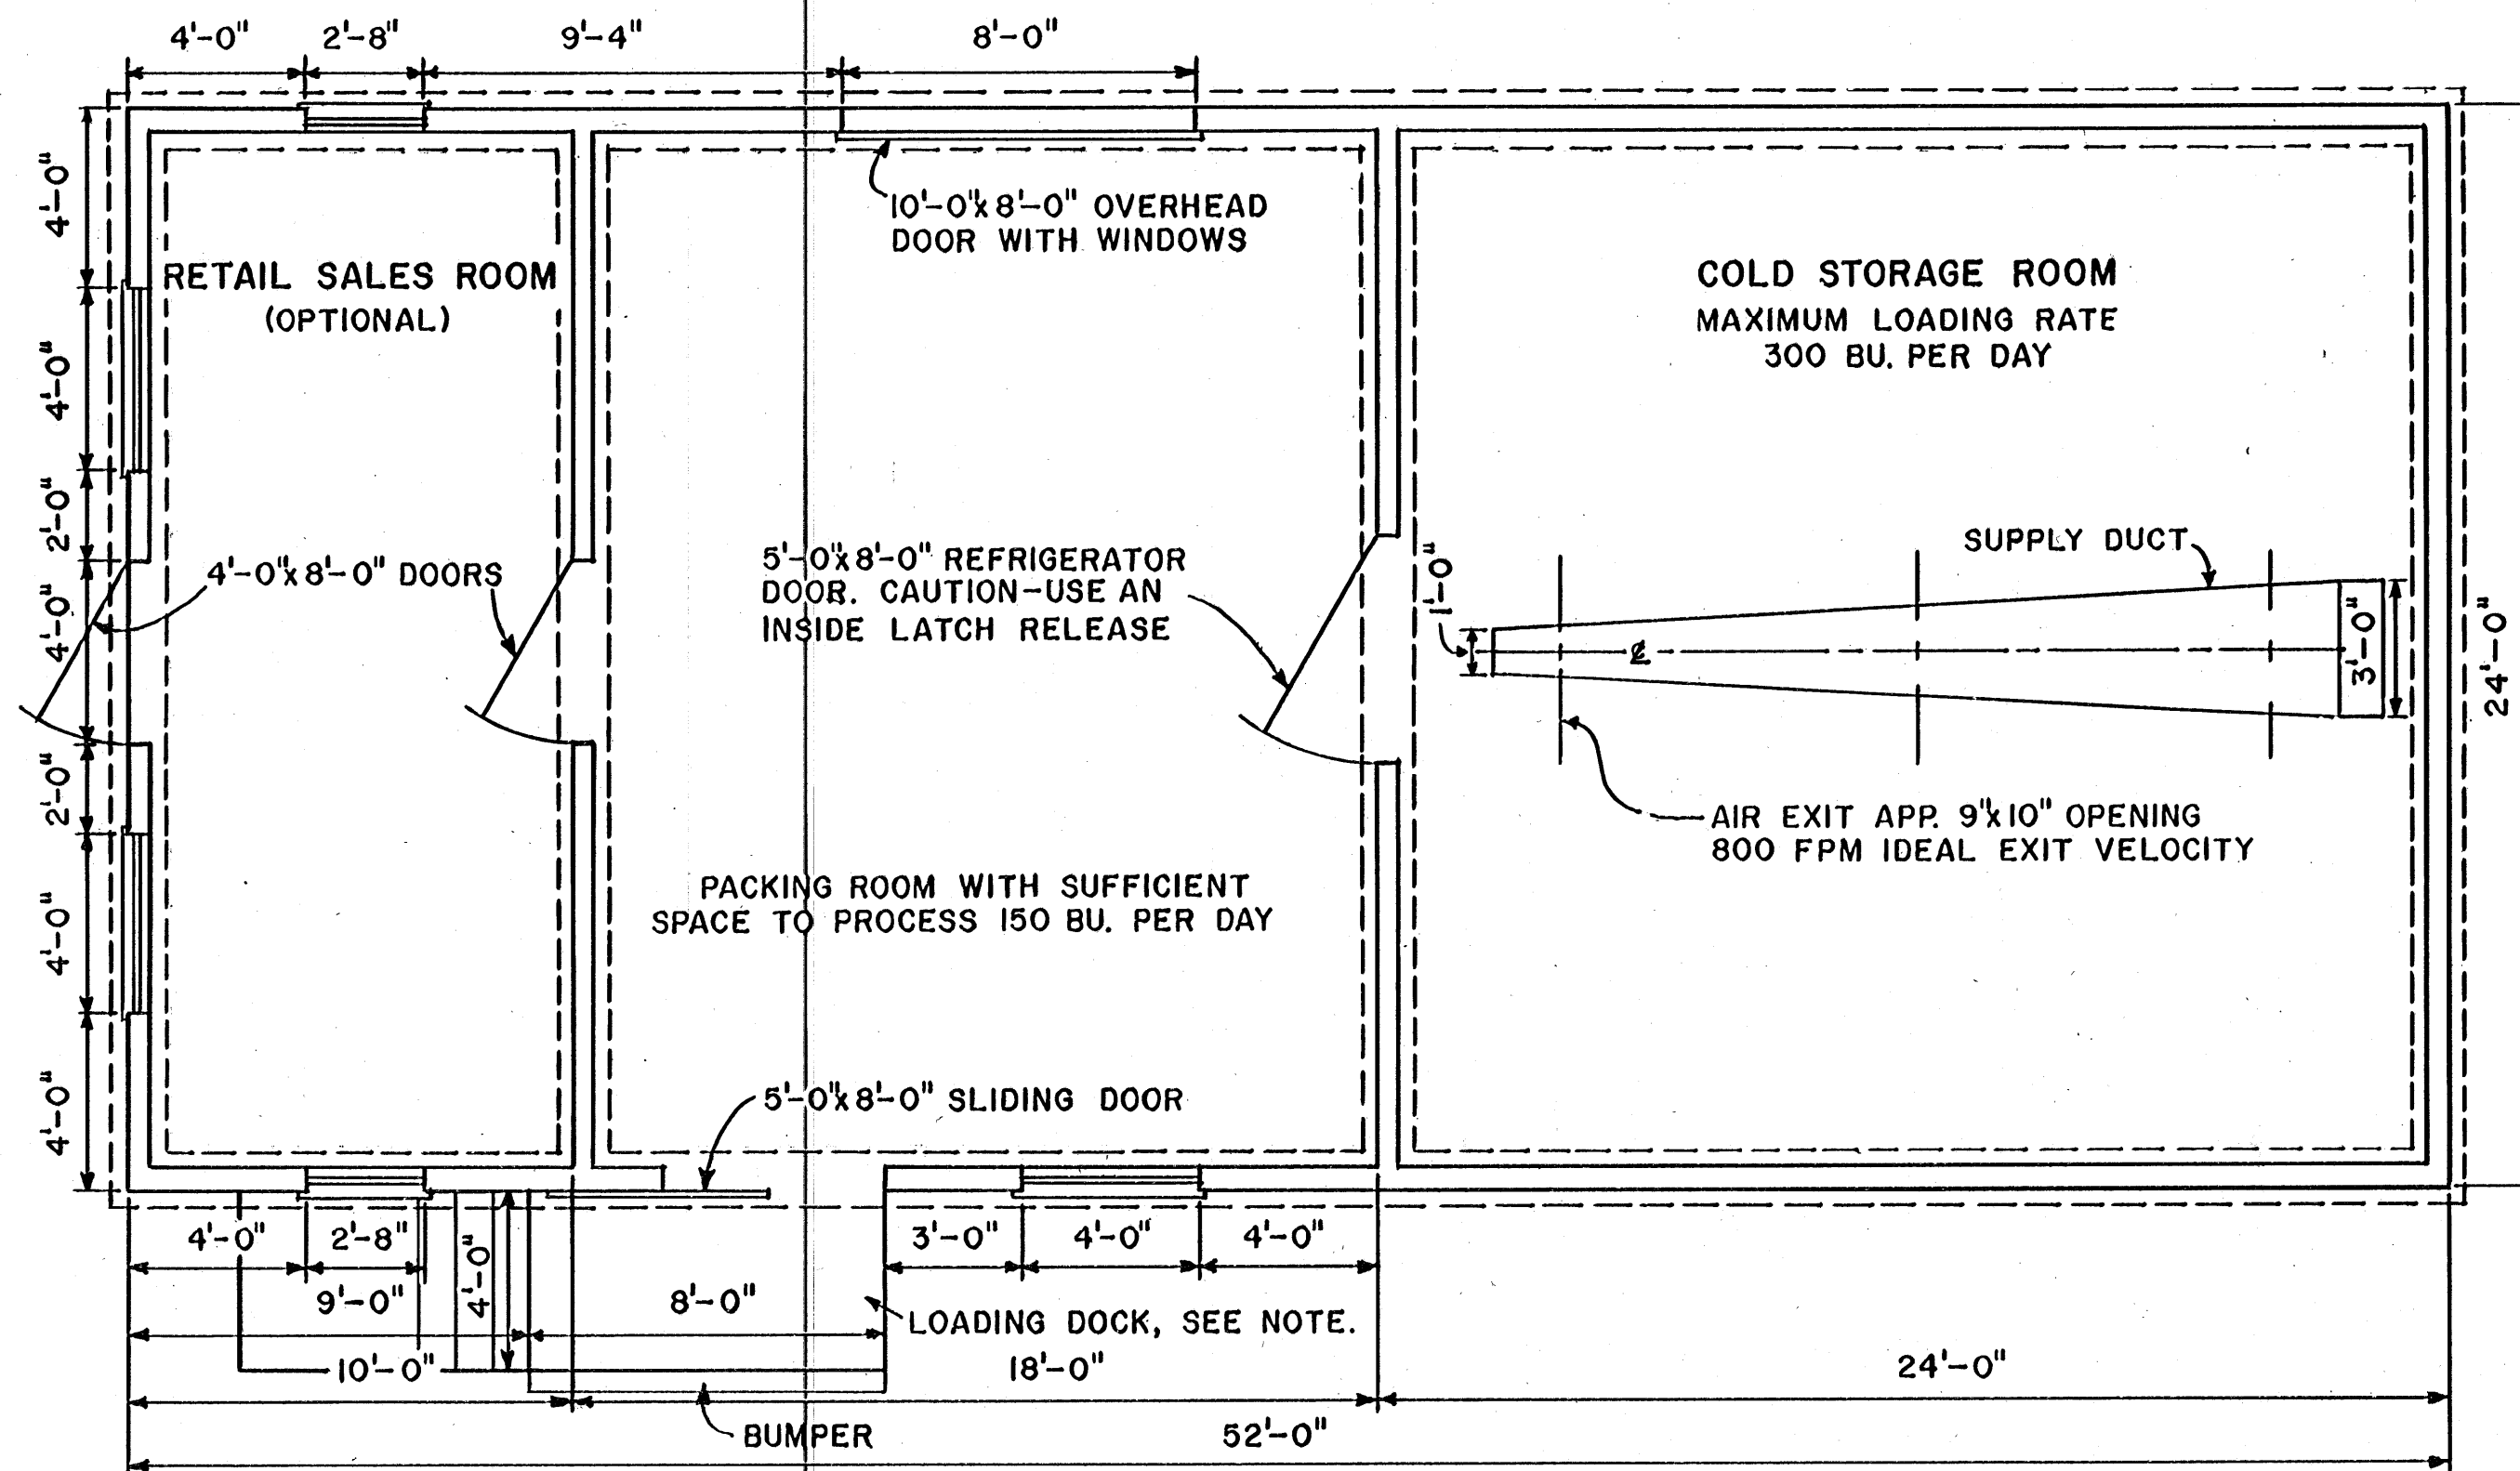 4'-0" 2'-8" 9'-4" 8'-0"
4'-0"
4'-0"
2'-0"
4'-0"
2'-0"
4'-0"
4'-0"
RETAIL SALES ROOM
(OPTIONAL)
4'-0"x8'-0" DOORS
10'-0"x8'-0" OVERHEAD
DOOR WITH WINDOWS
5'-0"x8'-0" REFRIGERATOR
DOOR. CAUTION-USE AN
INSIDE LATCH RELEASE
PACKING ROOM WITH SUFFICIENT
SPACE TO PROCESS 150 BU. PER DAY
5'-0"x8'-0" SLIDING DOOR
COLD STORAGE ROOM
MAXIMUM LOADING RATE
300 BU. PER DAY
SUPPLY DUCT
1'-0"
℄
3'-0"
24'-0"
AIR EXIT APP. 9"x10" OPENING
800 FPM IDEAL EXIT VELOCITY
4'-0" 2'-8" 4'-0" 3'-0" 4'-0" 4'-0"
9'-0" 8'-0"
LOADING DOCK, SEE NOTE.
10'-0" 18'-0" 24'-0"
BUMPER 52'-0"